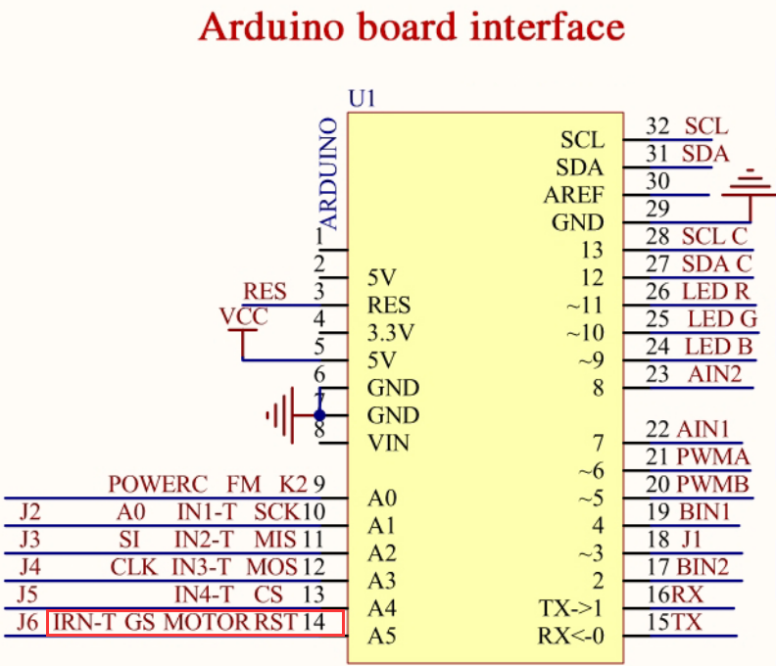 Arduino board interface
U1
ARDUINO
1
2 5V
RES 3 RES
VCC 4 3.3V
5 5V
6 GND
7 GND
8 VIN
POWERC FM K2 9 A0
J2 A0 IN1-T SCK 10 A1
J3 SI IN2-T MIS 11 A2
J4 CLK IN3-T MOS 12 A3
J5 IN4-T CS 13 A4
J6 IRN-T GS MOTOR RST 14 A5
SCL 32 SCL
SDA 31 SDA
AREF 30
GND 29
13 28 SCL C
12 27 SDA C
~11 26 LED R
~10 25 LED G
~9 24 LED B
8 23 AIN2
7 22 AIN1
~6 21 PWMA
~5 20 PWMB
4 19 BIN1
~3 18 J1
2 17 BIN2
TX->1 16RX
RX<-0 15TX